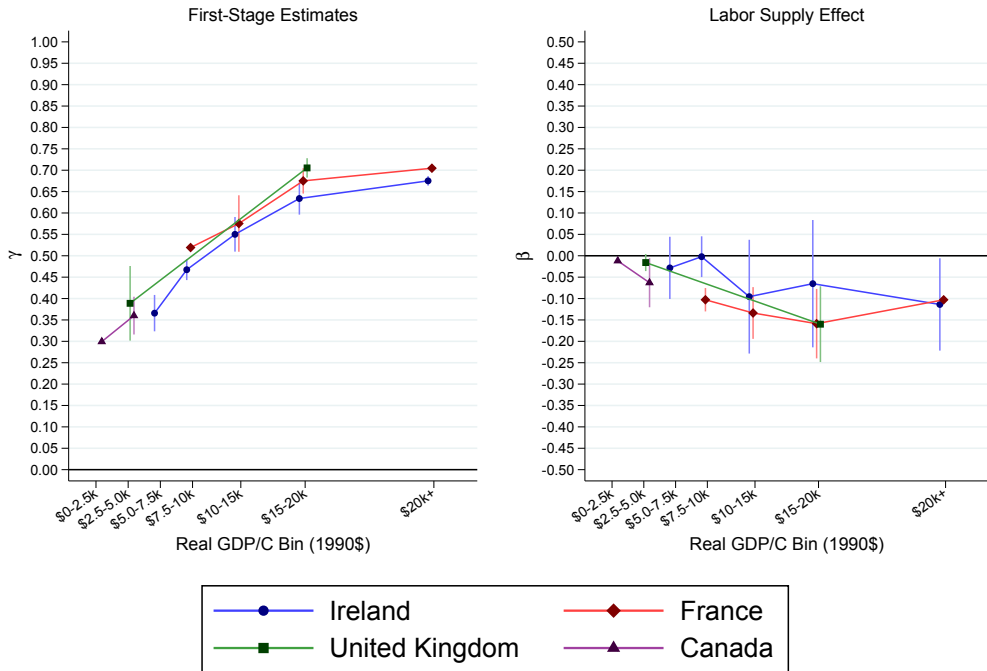 First-Stage Estimates
1.00
0.95
0.90
0.85
0.80
0.75
0.70
0.65
0.60
0.55
0.50
0.45
0.40
0.35
0.30
0.25
0.20
0.15
0.10
0.05
0.00
γ
$0-2.5k
$2.5-5.0k
$5.0-7.5k
$7.5-10k
$10-15k
$15-20k
$20k+
Real GDP/C Bin (1990$)
Labor Supply Effect
0.50
0.45
0.40
0.35
0.30
0.25
0.20
0.15
0.10
0.05
0.00
-0.05
-0.10
-0.15
-0.20
-0.25
-0.30
-0.35
-0.40
-0.45
-0.50
β
$0-2.5k
$2.5-5.0k
$5.0-7.5k
$7.5-10k
$10-15k
$15-20k
$20k+
Real GDP/C Bin (1990$)
Ireland
France
United Kingdom
Canada